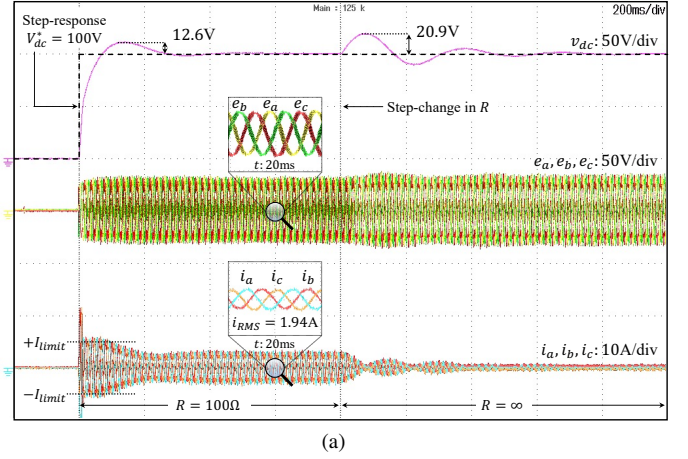 Main : 125 k
200ms/div
Step-response
V*dc = 100V
12.6V
20.9V
vdc: 50V/div
Step-change in R
eb ea ec
t: 20ms
ea, eb, ec: 50V/div
ia ic ib
iRMS = 1.94A
t: 20ms
+Ilimit
ia, ib, ic: 10A/div
−Ilimit
R = 100Ω
R = ∞
(a)